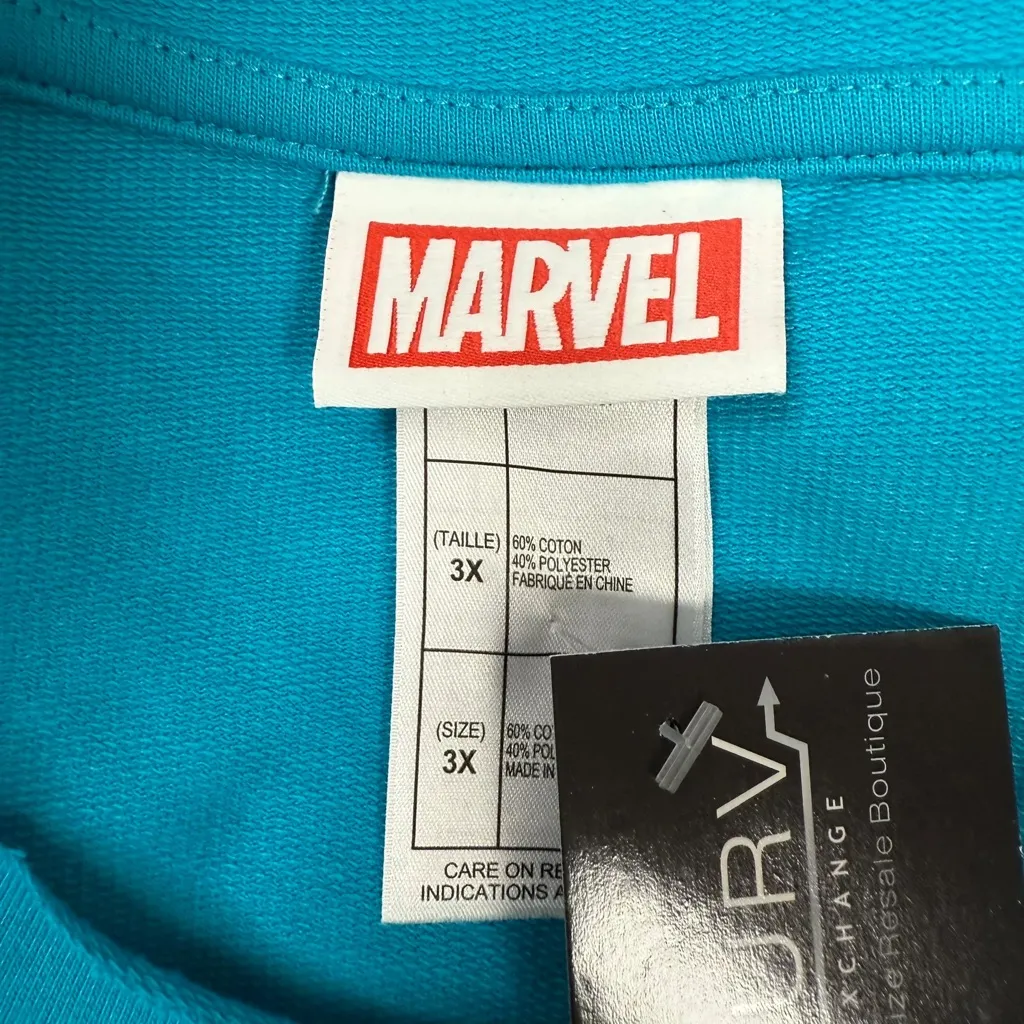 MARVEL
(TAILLE)
3X
60% COTON
40% POLYESTER
FABRIQUÉ EN CHINE
(SIZE)
3X
60% CO
40% POL
MADE IN
CARE ON RE
INDICATIONS A
URV
XCHANGE
ize Resale Boutique